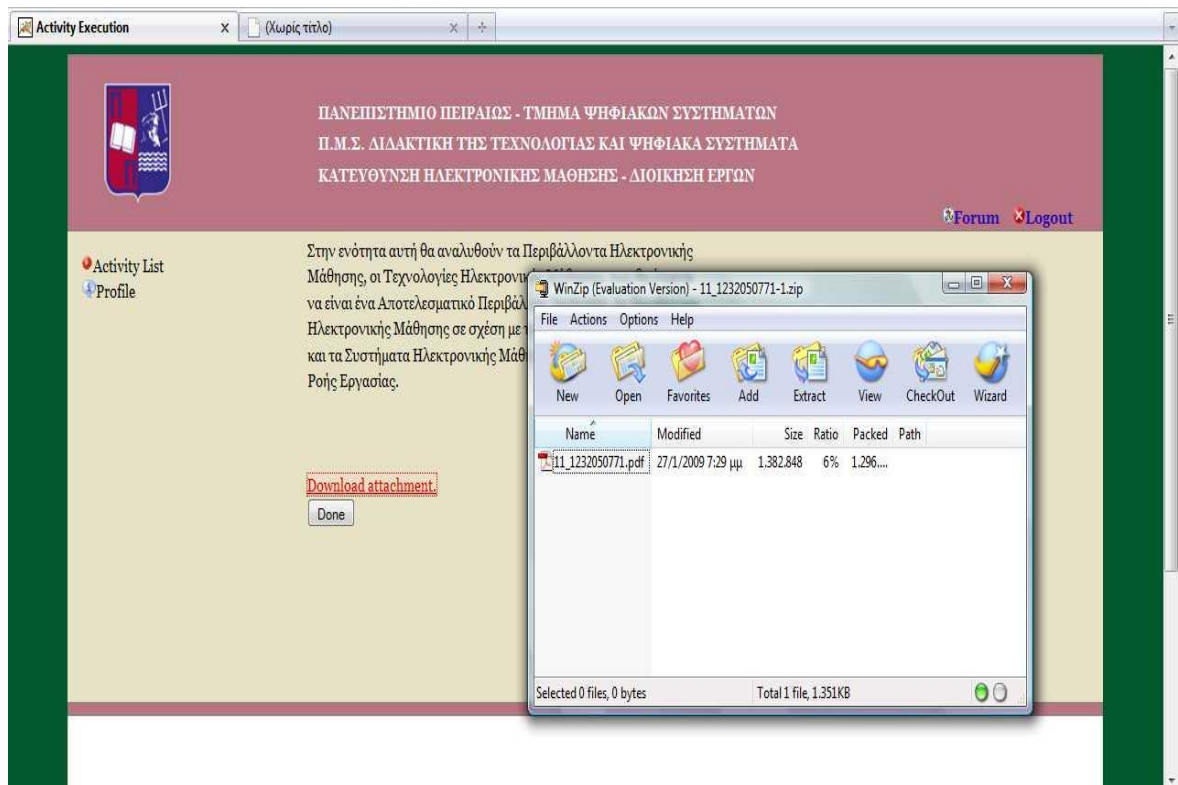 Activity Execution
(Χωρίς τίτλο)
ΠΑΝΕΠΙΣΤΗΜΙΟ ΠΕΙΡΑΙΩΣ - ΤΜΗΜΑ ΨΗΦΙΑΚΩΝ ΣΥΣΤΗΜΑΤΩΝ
Π.Μ.Σ. ΔΙΔΑΚΤΙΚΗ ΤΗΣ ΤΕΧΝΟΛΟΓΙΑΣ ΚΑΙ ΨΗΦΙΑΚΑ ΣΥΣΤΗΜΑΤΑ
ΚΑΤΕΥΘΥΝΣΗ ΗΛΕΚΤΡΟΝΙΚΗΣ ΜΑΘΗΣΗΣ - ΔΙΟΙΚΗΣΗ ΕΡΓΩΝ
Forum Logout
Activity List
Profile
Στην ενότητα αυτή θα αναλυθούν τα Περιβάλλοντα Ηλεκτρονικής
Μάθησης, οι Τεχνολογίες
να είναι ένα Αποτελεσματικό
Ηλεκτρονικής Μάθησης σε σχέση με
και τα Συστήματα Ηλεκτρονικής
Ροής Εργασίας.
Download attachment.
Done
WinZip (Evaluation Version) - 11_1232050771-1.zip
File Actions Options Help
New Open Favorites Add Extract View CheckOut Wizard
Name Modified Size Ratio Packed Path
11_1232050771.pdf 27/1/2009 7:29 μμ 1.382.848 6% 1.296....
Selected 0 files, 0 bytes
Total 1 file, 1.351KB